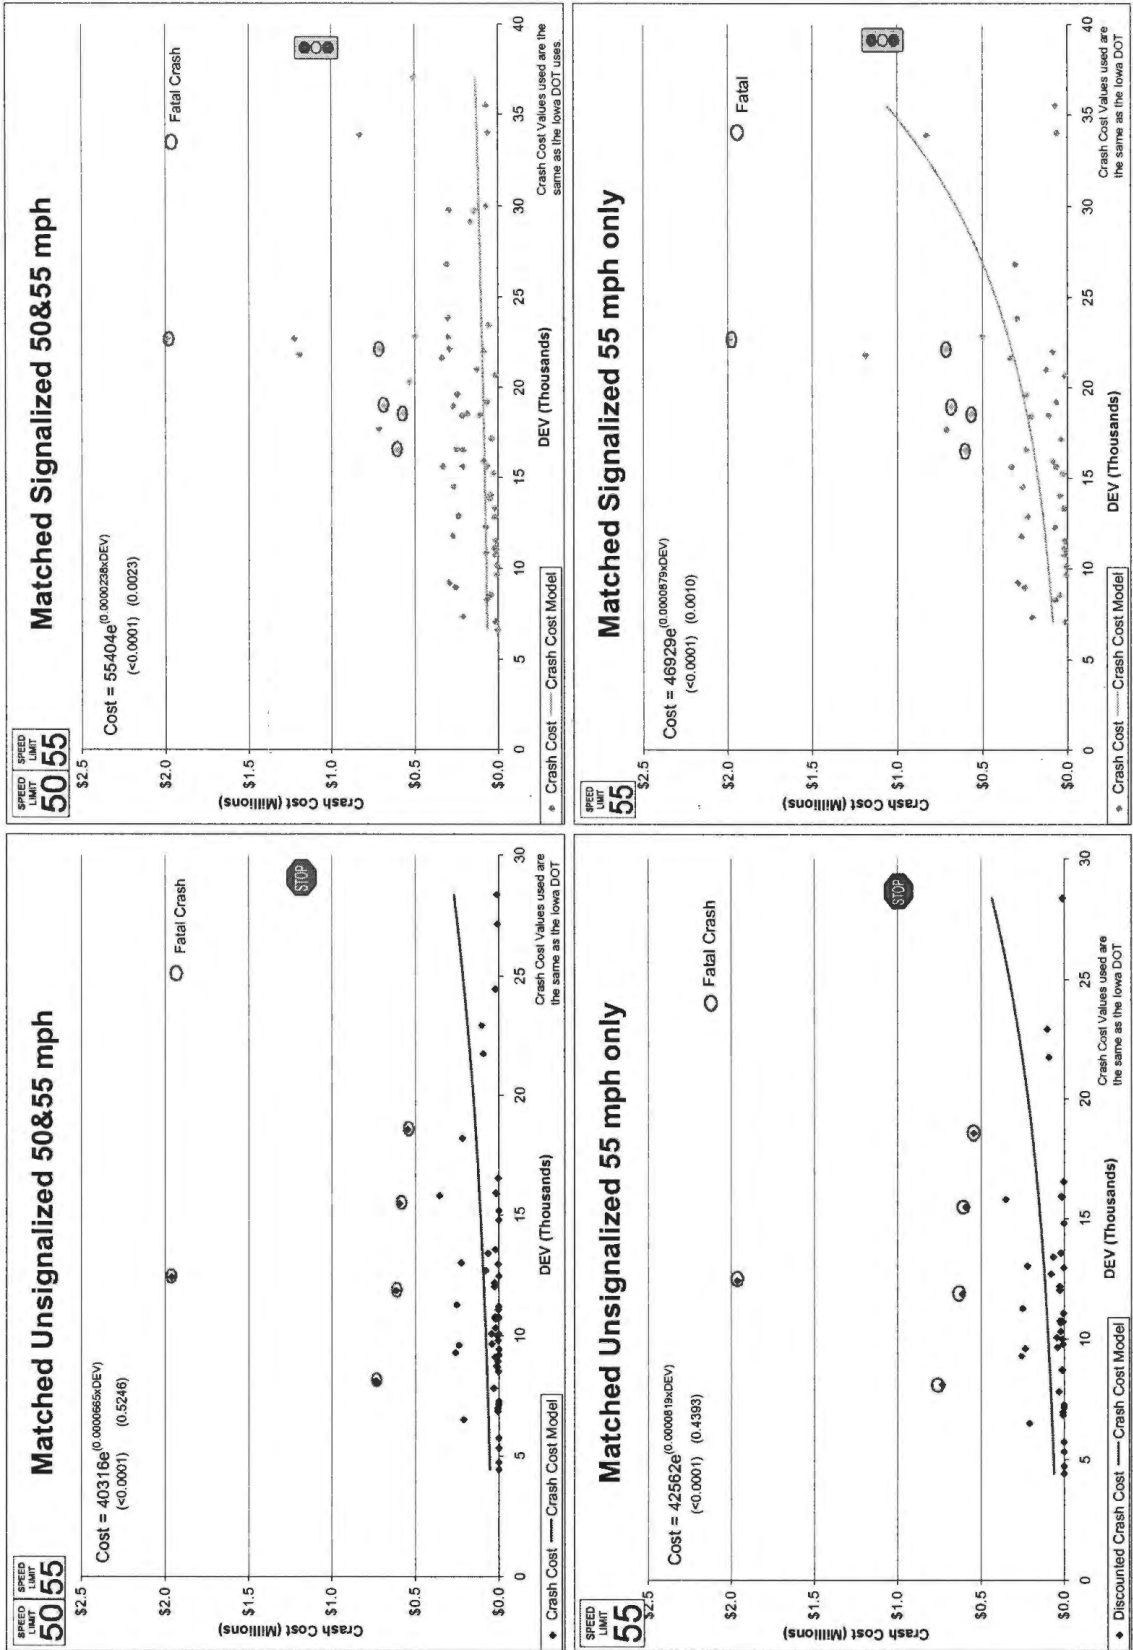 SPEED LIMIT 50
SPEED LIMIT 55
Matched Unsignalized 50&55 mph
Cost = 40316e^(0.0000665xDEV)
(<0.0001) (0.5246)
Fatal Crash
STOP
Crash Cost (Millions)
$2.5
$2.0
$1.5
$1.0
$0.5
$0.0
0 5 10 15 20 25 30
DEV (Thousands)
Crash Cost Values used are
the same as the Iowa DOT
Crash Cost Crash Cost Model
SPEED LIMIT 50
SPEED LIMIT 55
Matched Signalized 50&55 mph
Cost = 55404e^(0.0000238xDEV)
(<0.0001) (0.0023)
Fatal Crash
Crash Cost (Millions)
$2.5
$2.0
$1.5
$1.0
$0.5
$0.0
0 5 10 15 20 25 30 35 40
DEV (Thousands)
Crash Cost Values used are the
same as the Iowa DOT uses.
Crash Cost Crash Cost Model
SPEED LIMIT 55
Matched Unsignalized 55 mph only
Cost = 42562e^(0.0000819xDEV)
(<0.0001) (0.4393)
Fatal Crash
STOP
Crash Cost (Millions)
$2.5
$2.0
$1.5
$1.0
$0.5
$0.0
0 5 10 15 20 25 30
DEV (Thousands)
Crash Cost Values used are
the same as the Iowa DOT
Discounted Crash Cost Crash Cost Model
SPEED LIMIT 55
Matched Signalized 55 mph only
Cost = 46929e^(0.0000879xDEV)
(<0.0001) (0.0010)
Fatal
Crash Cost (Millions)
$2.5
$2.0
$1.5
$1.0
$0.5
$0.0
0 5 10 15 20 25 30 35 40
DEV (Thousands)
Crash Cost Values used are
the same as the Iowa DOT
Crash Cost Crash Cost Model